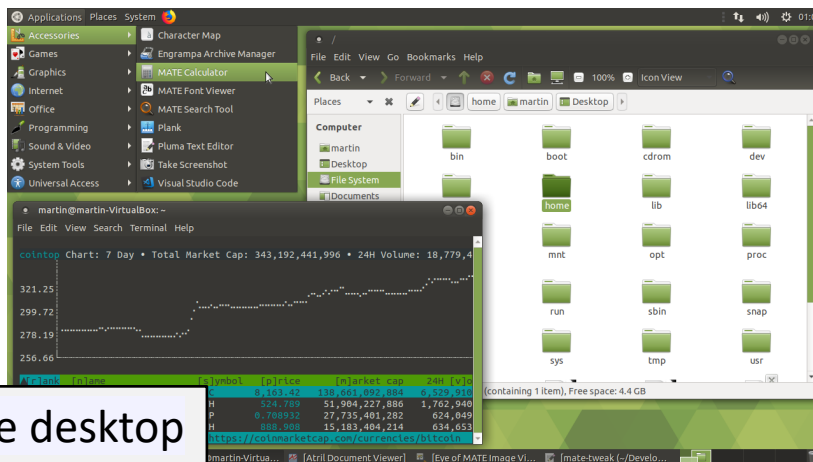 Applications Places System
01:0
Accessories
Games
Graphics
Internet
Office
Programming
Sound & Video
System Tools
Universal Access
Character Map
Engrampa Archive Manager
MATE Calculator
MATE Font Viewer
MATE Search Tool
Plank
Pluma Text Editor
Take Screenshot
Visual Studio Code
/
File Edit View Go Bookmarks Help
Back Forward 100% Icon View
Places home martin Desktop
Computer
martin
Desktop
File System
Documents
bin boot cdrom dev
home lib lib64
mnt opt proc
run sbin snap
sys tmp usr
(containing 1 item), Free space: 4.4 GB
martin@martin-VirtualBox: ~
File Edit View Search Terminal Help
cointop Chart: 7 Day • Total Market Cap: 343,192,441,996 • 24H Volume: 18,779,4
321.25
299.72
278.19
256.66
[r]ank [n]ame [s]ymbol [p]rice [m]arket cap 24H [v]o
C 8,163.42 138,661,092,884 6,529,910
H 524.709 51,904,227,886 1,762,940
P 0.708932 27,735,401,282 624,049
H 888.908 15,183,404,214 634,653
https://coinmarketcap.com/currencies/bitcoin
e desktop
martin-Virtua... [Atril Document Viewer] [Eye of MATE Image Vi... [mate-tweak (~/Develo...